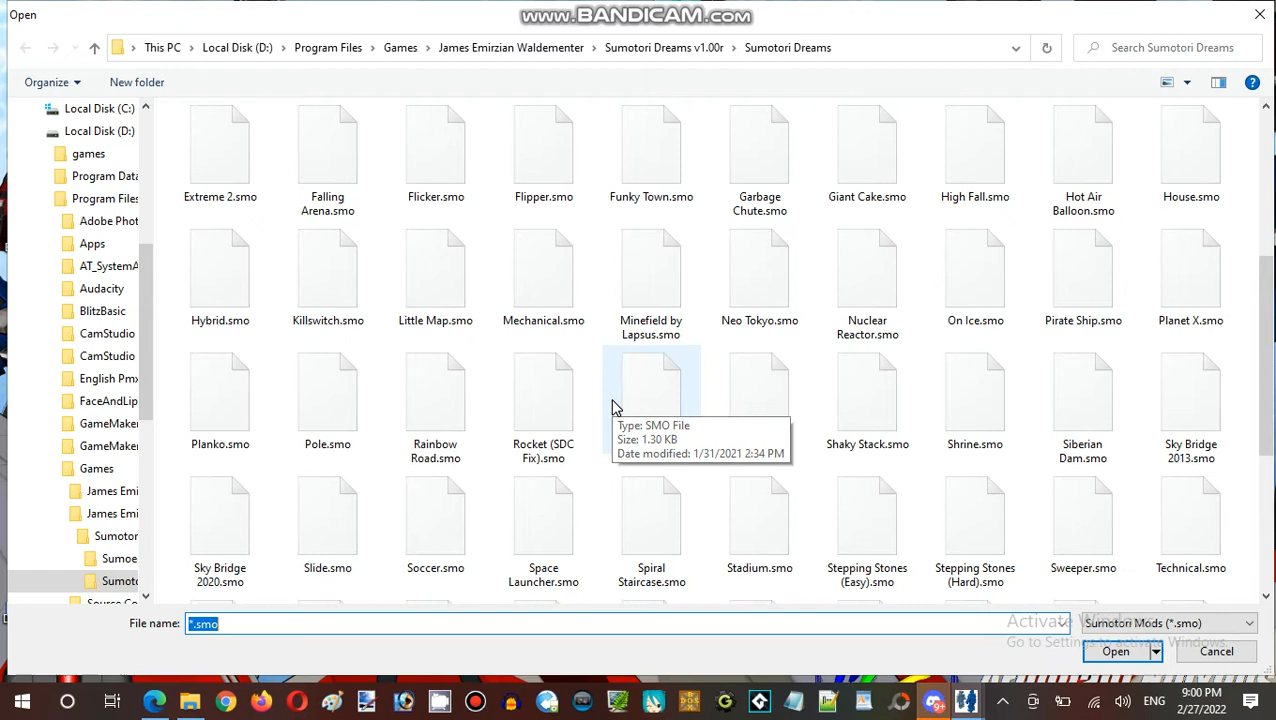 Open
www.BANDICAM.com
This PC > Local Disk (D:) > Program Files > Games > James Emirzian Waldementer > Sumotori Dreams v1.00r > Sumotori Dreams
Search Sumotori Dreams
Organize
New folder
Local Disk (C:)
Local Disk (D:)
games
Program Data
Program Files
Adobe Phot
Apps
AT_SystemA
Audacity
BlitzBasic
CamStudio
CamStudio
English Pmx
FaceAndLip
GameMaker
GameMaker
Games
James Emi
James Emi
Sumoto
Sumoe
Sumoto
Extreme 2.smo
Falling
Arena.smo
Flicker.smo
Flipper.smo
Funky Town.smo
Garbage
Chute.smo
Giant Cake.smo
High Fall.smo
Hot Air
Balloon.smo
House.smo
Hybrid.smo
Killswitch.smo
Little Map.smo
Mechanical.smo
Minefield by
Lapsus.smo
Neo Tokyo.smo
Nuclear
Reactor.smo
On Ice.smo
Pirate Ship.smo
Planet X.smo
Planko.smo
Pole.smo
Rainbow
Road.smo
Rocket (SDC
Fix).smo
Type: SMO File
Size: 1.30 KB
Date modified: 1/31/2021 2:34 PM
Shaky Stack.smo
Shrine.smo
Siberian
Dam.smo
Sky Bridge
2013.smo
Sky Bridge
2020.smo
Slide.smo
Soccer.smo
Space
Launcher.smo
Spiral
Staircase.smo
Stadium.smo
Stepping Stones
(Easy).smo
Stepping Stones
(Hard).smo
Sweeper.smo
Technical.smo
File name:
*.smo
Sumotori Mods (*.smo)
Activate Windows
Go to Settings to activate Windows.
Open
Cancel
ENG
9:00 PM
2/27/2022